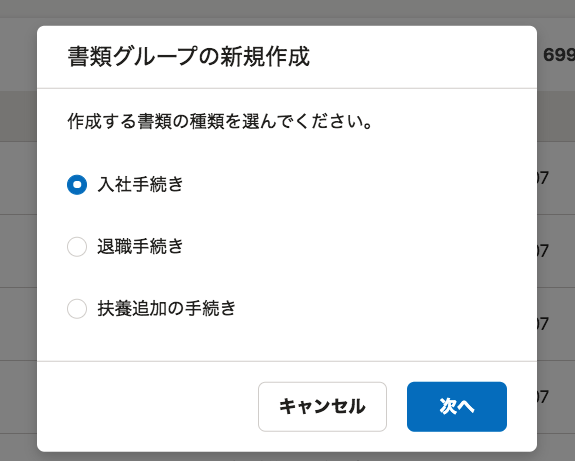 書類グループの新規作成
699
作成する書類の種類を選んでください。
入社手続き
07
退職手続き
07
扶養追加の手続き
07
07
キャンセル
次へ